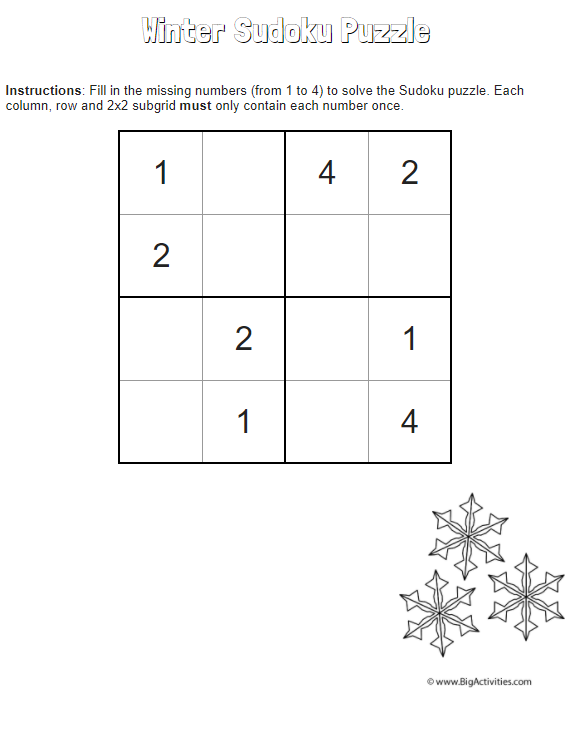 Winter Sudoku Puzzle
Instructions: Fill in the missing numbers (from 1 to 4) to solve the Sudoku puzzle. Each
column, row and 2x2 subgrid must only contain each number once.
1 4 2
2
2 1
1 4
© www.BigActivities.com